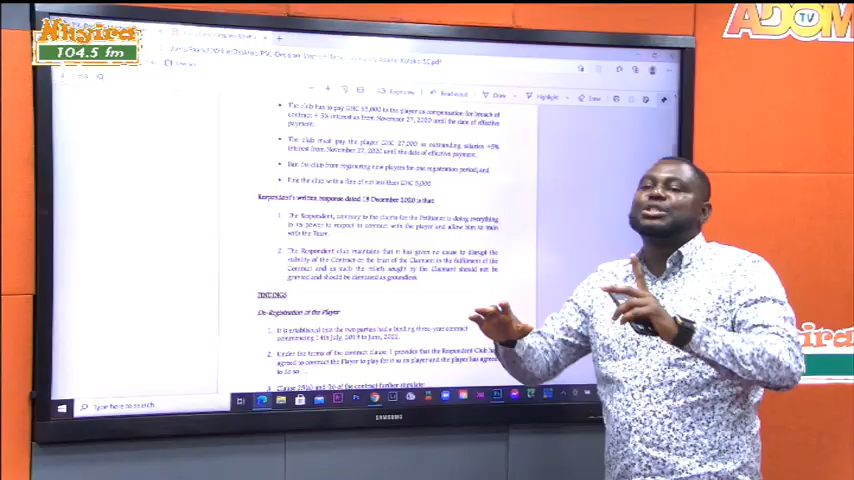 Nhyira
104.5 fm
ADOM
TV
The club has to pay GHC 35,000 to the player as compensation for breach of
contract + 5% interest as from November 27, 2020 until the date of effective
payment.
The club must pay the player GHC 27,000 as outstanding salaries +5%
interest from November 27, 2020 until the date of effective payment.
Ban the club from registering new players for one registration period, and
Fine the club with a fine of not less than GHC 5,000
Respondent's written response dated 18 December 2020 is that
1. The Respondent, contrary to the claims for the Petitioner is doing everything
in its power to respect its contract with the player and allow him to train
with the Team.
2. The Respondent club maintains that it has given no cause to disrupt the
stability of the Contract or the trust of the Claimant in the fulfilment of the
Contract and as such the reliefs sought by the Claimant should not be
granted and should be dismissed as groundless.
FINDINGS
De-Registration of the Player
1. It is established that the two parties had a binding three-year contract
commencing 14th July, 2019 to June, 2022.
2. Under the terms of the contract clause 1 provides that the Respondent Club
agreed to contract the Player to play for it as its player and the player has agreed
to do so
3. Clause 25(a) and of the contract further stipulate:
Type here to search
SAMSUNG